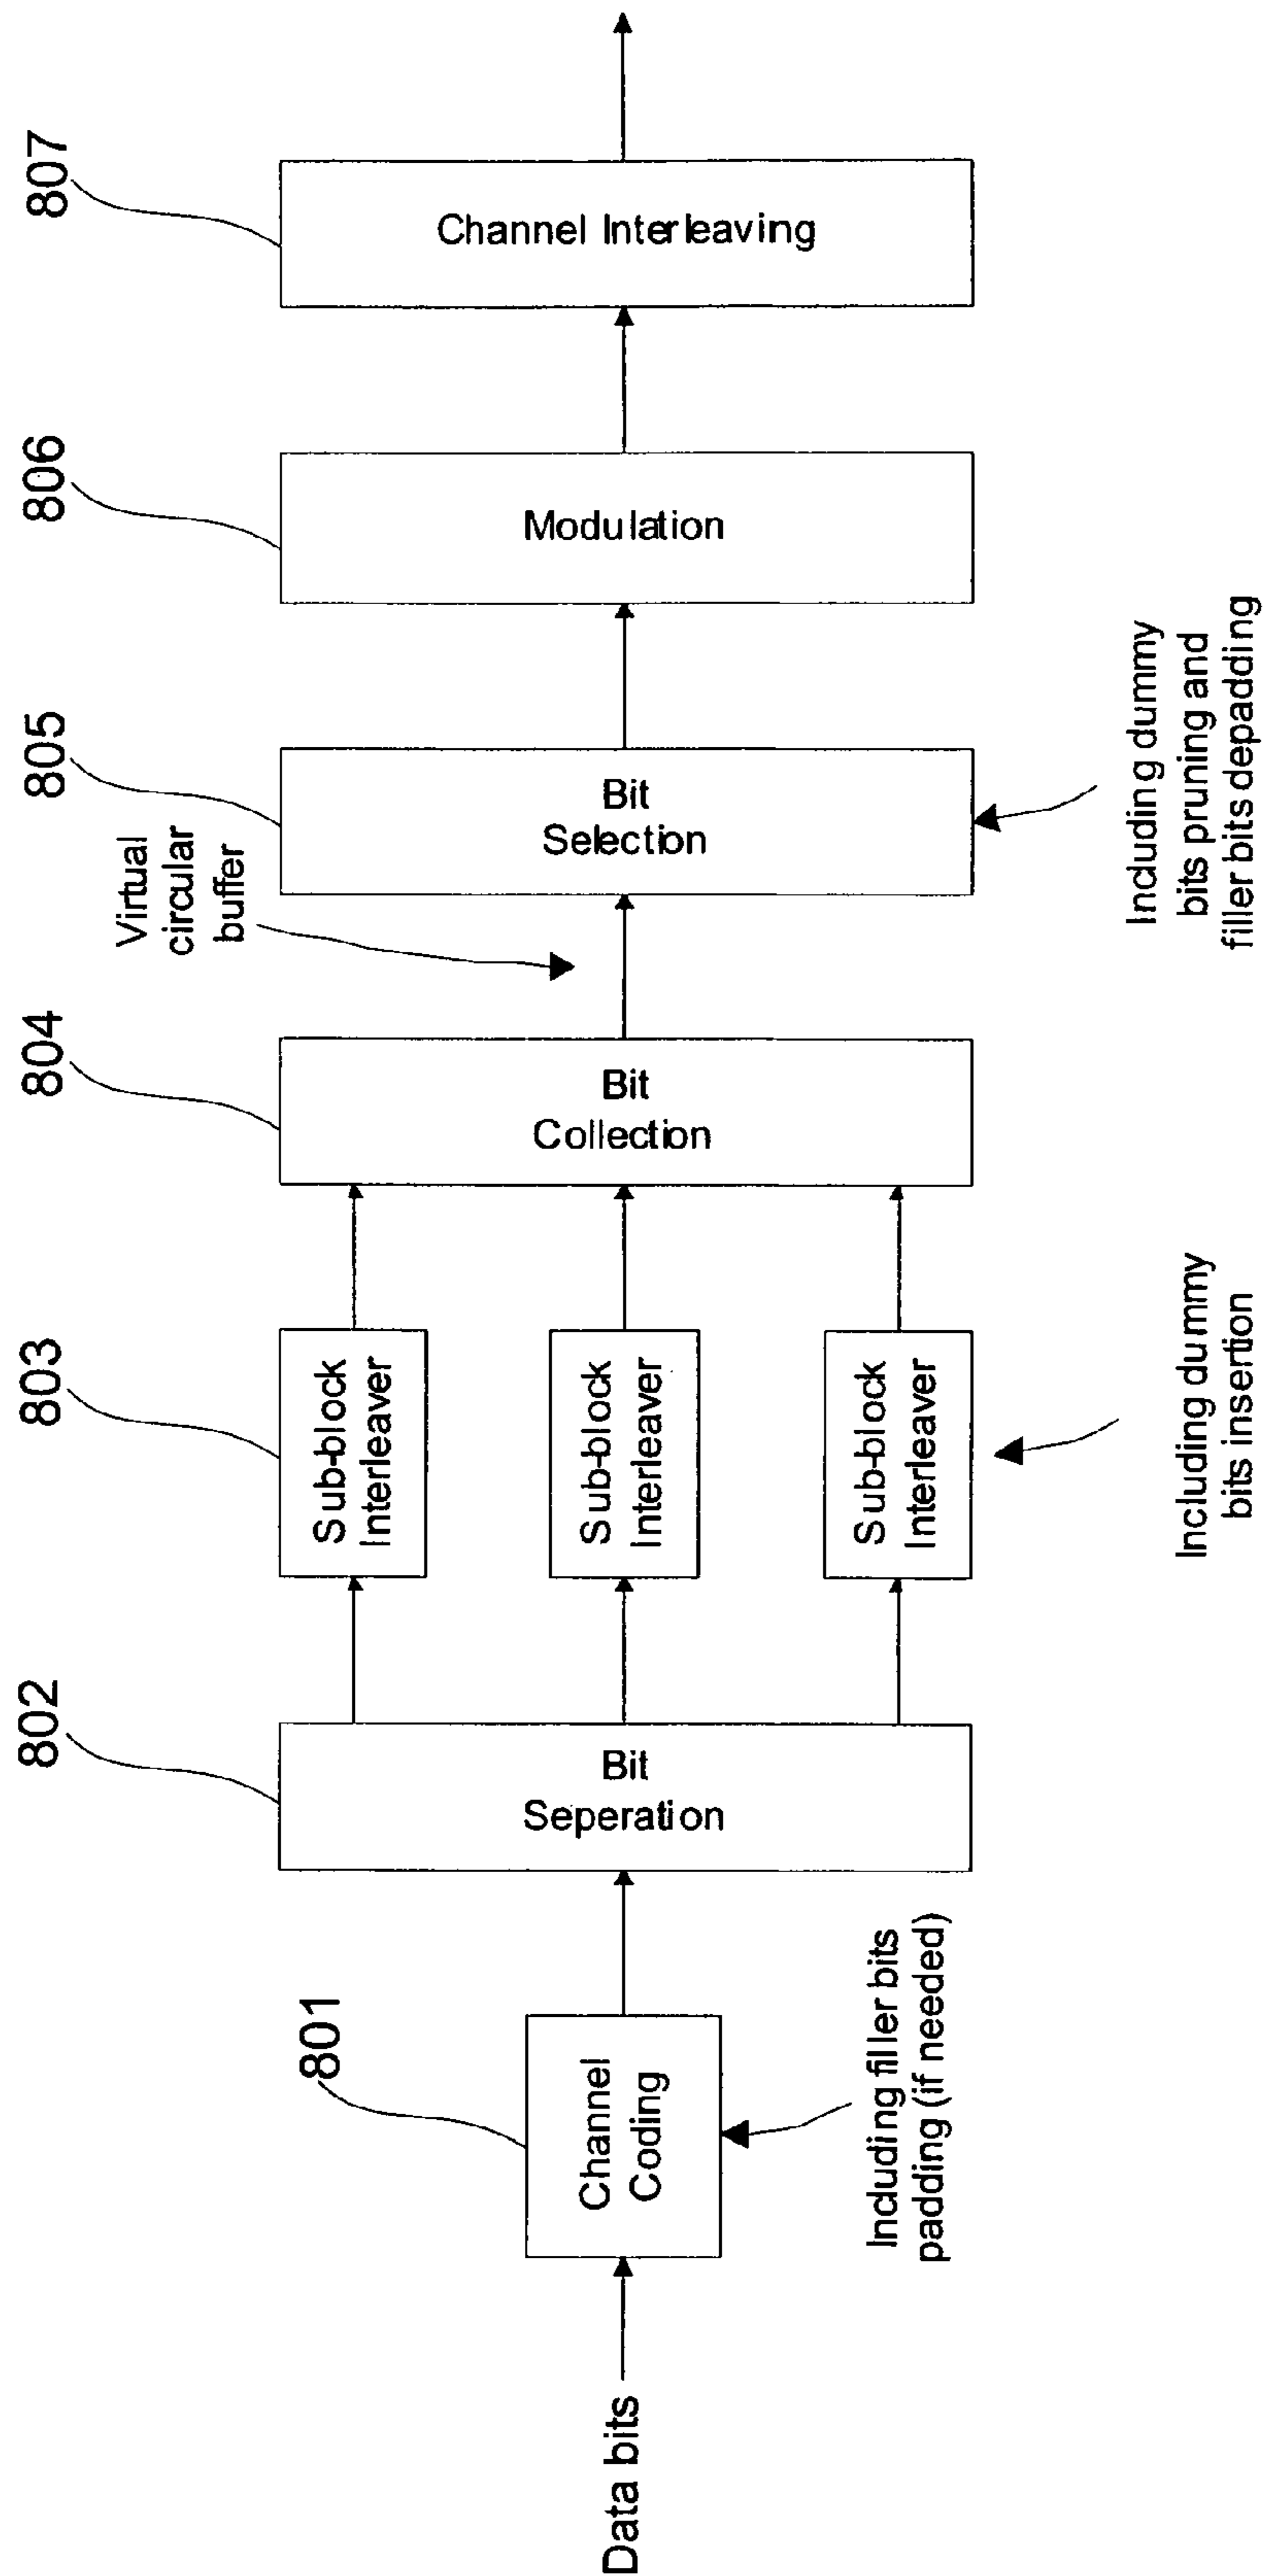 Data bits
801
Channel
Coding
Including filler bits
padding (if needed)
802
Bit
Seperation
803
Sub-block
Interleaver
Sub-block
Interleaver
Sub-block
Interleaver
Including dummy
bits insertion
804
Bit
Collection
Virtual
circular
buffer
805
Bit
Selection
Including dummy
bits pruning and
filler bits depadding
806
Modulation
807
Channel Interleaving